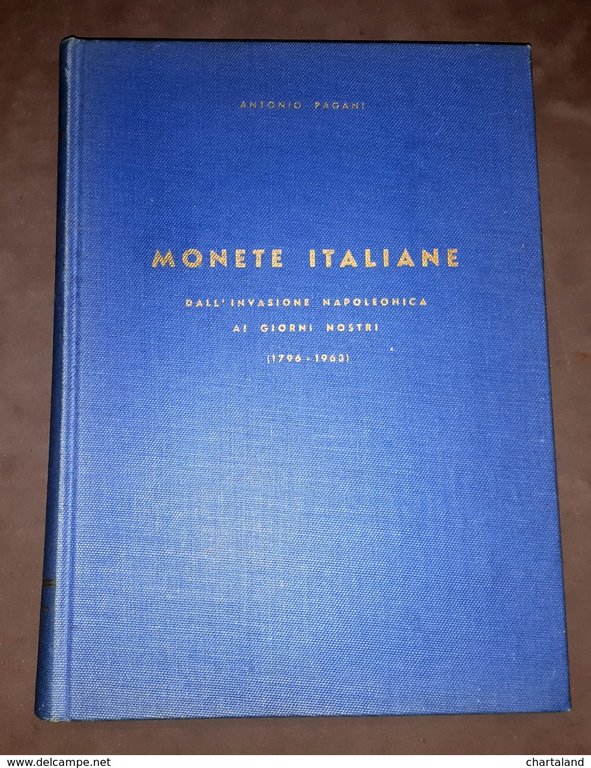 ANTONIO PAGANI
MONETE ITALIANE
DALL'INVASIONE NAPOLEONICA
AI GIORNI NOSTRI
(1796-1963)
www.delcampe.net
chartaland